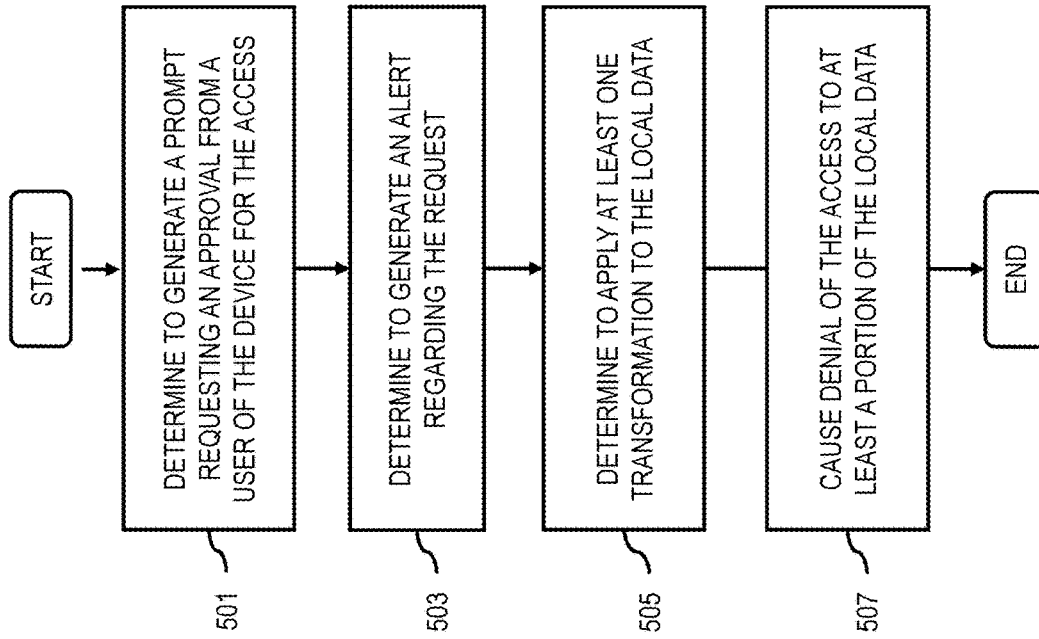 START
501
DETERMINE TO GENERATE A PROMPT
REQUESTING AN APPROVAL FROM A
USER OF THE DEVICE FOR THE ACCESS
503
DETERMINE TO GENERATE AN ALERT
REGARDING THE REQUEST
505
DETERMINE TO APPLY AT LEAST ONE
TRANSFORMATION TO THE LOCAL DATA
507
CAUSE DENIAL OF THE ACCESS TO AT
LEAST A PORTION OF THE LOCAL DATA
END